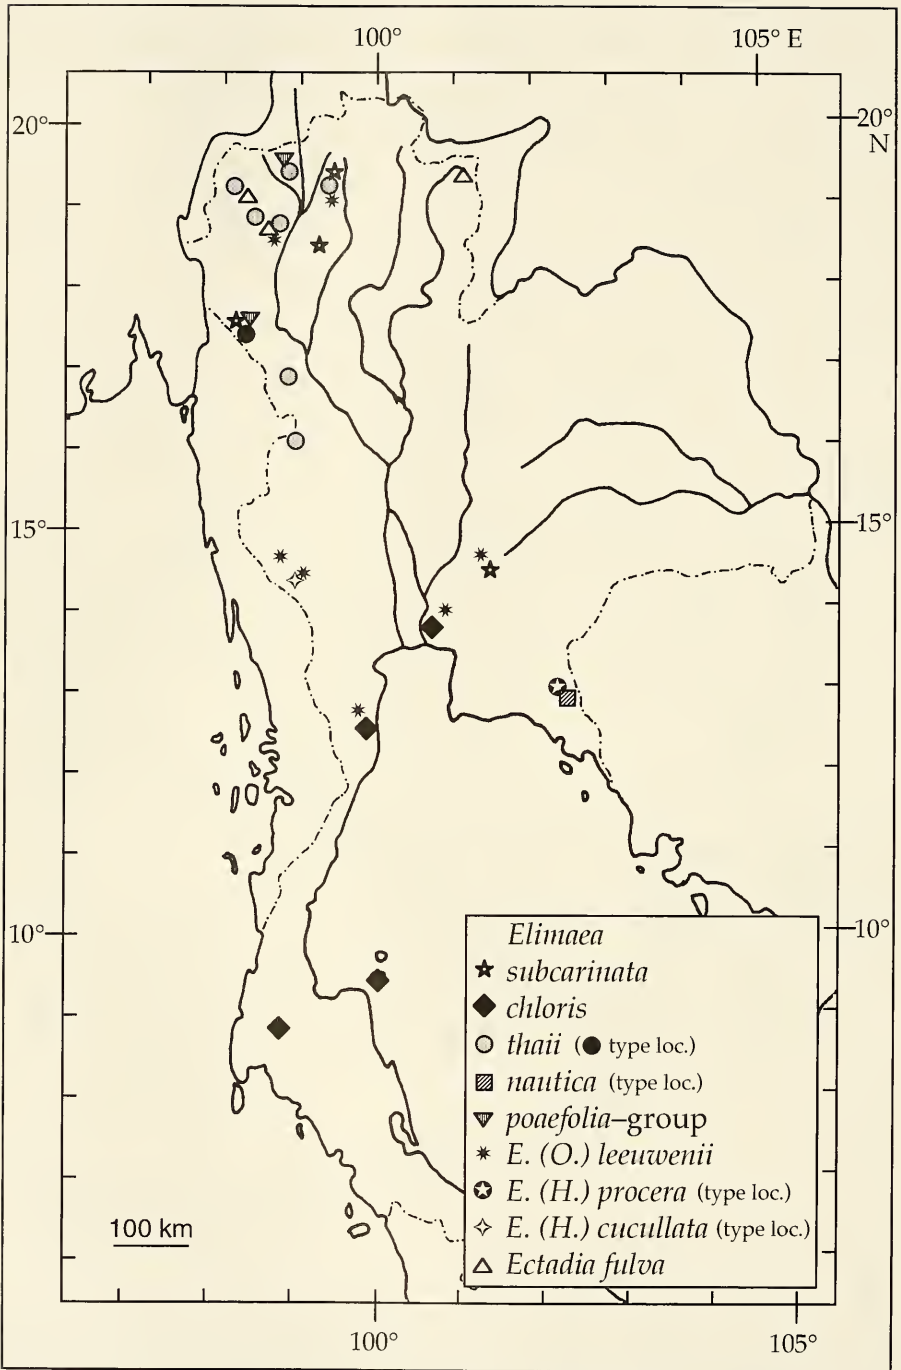 100° 105° E
20° 20°
N
15° 15°
10° 10°
Elimaea
subcarinata
chloris
thaii (● type loc.)
nautica (type loc.)
poaefolia–group
E. (O.) leeuwenii
E. (H.) procera (type loc.)
E. (H.) cucullata (type loc.)
Ectadia fulva
100 km
100° 105°